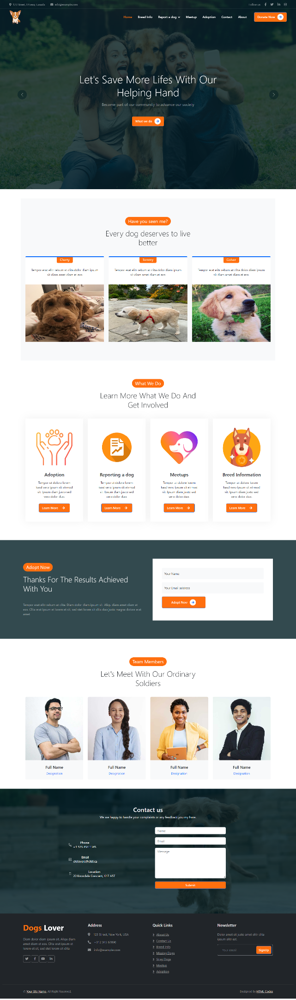 123 Street, Ottawa, Canada info@example.com Follow us:
Home Breed Info Report a dog Meetup Adoption Contact About Donate Now
Let's Save More Lifes With Our
Helping Hand
Become part of our community to advance our society
What we do
Have you seen me?
Every dog deserves to live
better
Cherry
Tempor erat elitr rebum at clita dolor diam ipsum
sit diam amet diam et eos
Tommy
Tempor erat elitr rebum at clita dolor diam ipsum
sit diam amet diam et eos
Colver
Tempor erat elitr rebum at clita dolor diam ipsum
sit diam amet diam et eos
What We Do
Learn More What We Do And
Get Involved
Adoption
Tempor ut dolore lorem
kasd vero ipsum sit eirmod
sit. Ipsum diam justo sed
vero dolor duo.
Learn More
Reporting a dog
Tempor ut dolore lorem
kasd vero ipsum sit eirmod
sit. Ipsum diam justo sed
vero dolor duo.
Learn More
Meetups
Tempor ut dolore lorem
kasd vero ipsum sit eirmod
sit. Ipsum diam justo sed
vero dolor duo.
Learn More
Breed Information
Tempor ut dolore lorem
kasd vero ipsum sit eirmod
sit. Ipsum diam justo sed
vero dolor duo.
Learn More
Adopt Now
Thanks For The Results Achieved
With You
Tempor erat elitr rebum at clita. Diam dolor diam ipsum sit. Aliqu diam amet diam et
eos. Clita erat ipsum et lorem et sit, sed stet lorem sit clita duo justo magna dolore erat
amet
Your Name
Your Email address
Adopt Now
Team Members
Let's Meet With Our Ordinary
Soldiers
Full Name
Designation
Full Name
Designation
Full Name
Designation
Full Name
Designation
Contact us
We are happy to handle your complaints or any feedback you my have.
Phone
+1 555 454 1345
Email
cfdlovers@cfdl.ca
Location
20 Knoxdale Crescent, K17 A5T
Name
Email
Message
Submit
Dogs Lover
Diam dolor diam ipsum sit. Aliqu diam
amet diam et eos. Clita erat ipsum et
lorem et sit, sed stet lorem sit clita
Address
123 Street, New York, USA
+012 345 67890
info@example.com
Quick Links
About Us
Contact Us
Breed Info
Missing Dogs
Stray Dogs
Meetup
Adoption
Newsletter
Dolor amet sit justo amet elitr clita
ipsum elitr est.
Your email SignUp
© Your Site Name, All Right Reserved. Designed By HTML Codex